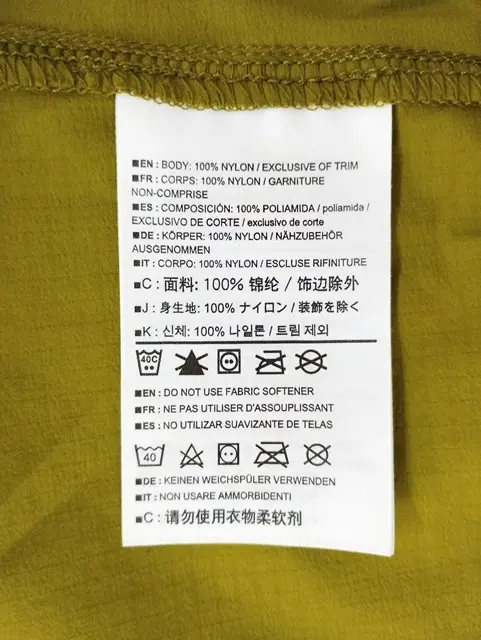 ■EN : BODY: 100% NYLON / EXCLUSIVE OF TRIM
■FR : CORPS: 100% NYLON / GARNITURE
NON-COMPRISE
■ES : COMPOSICIÓN: 100% POLIAMIDA / poliamida /
EXCLUSIVO DE CORTE / exclusivo de corte
■DE : KÖRPER: 100% NYLON / NÄHZUBEHÖR
AUSGENOMMEN
■IT : CORPO: 100% NYLON / ESCLUSE RIFINITURE
■C : 面料: 100% 锦纶 / 饰边除外
■J : 身生地: 100% ナイロン / 装飾を除く
■K : 신체: 100% 나일론 / 트림 제외
40C
■EN : DO NOT USE FABRIC SOFTENER
■FR : NE PAS UTILISER D'ASSOUPLISSANT
■ES : NO UTILIZAR SUAVIZANTE DE TELAS
40
■DE : KEINEN WEICHSPÜLER VERWENDEN
■IT : NON USARE AMMORBIDENTI
■C : 请勿使用衣物柔软剂